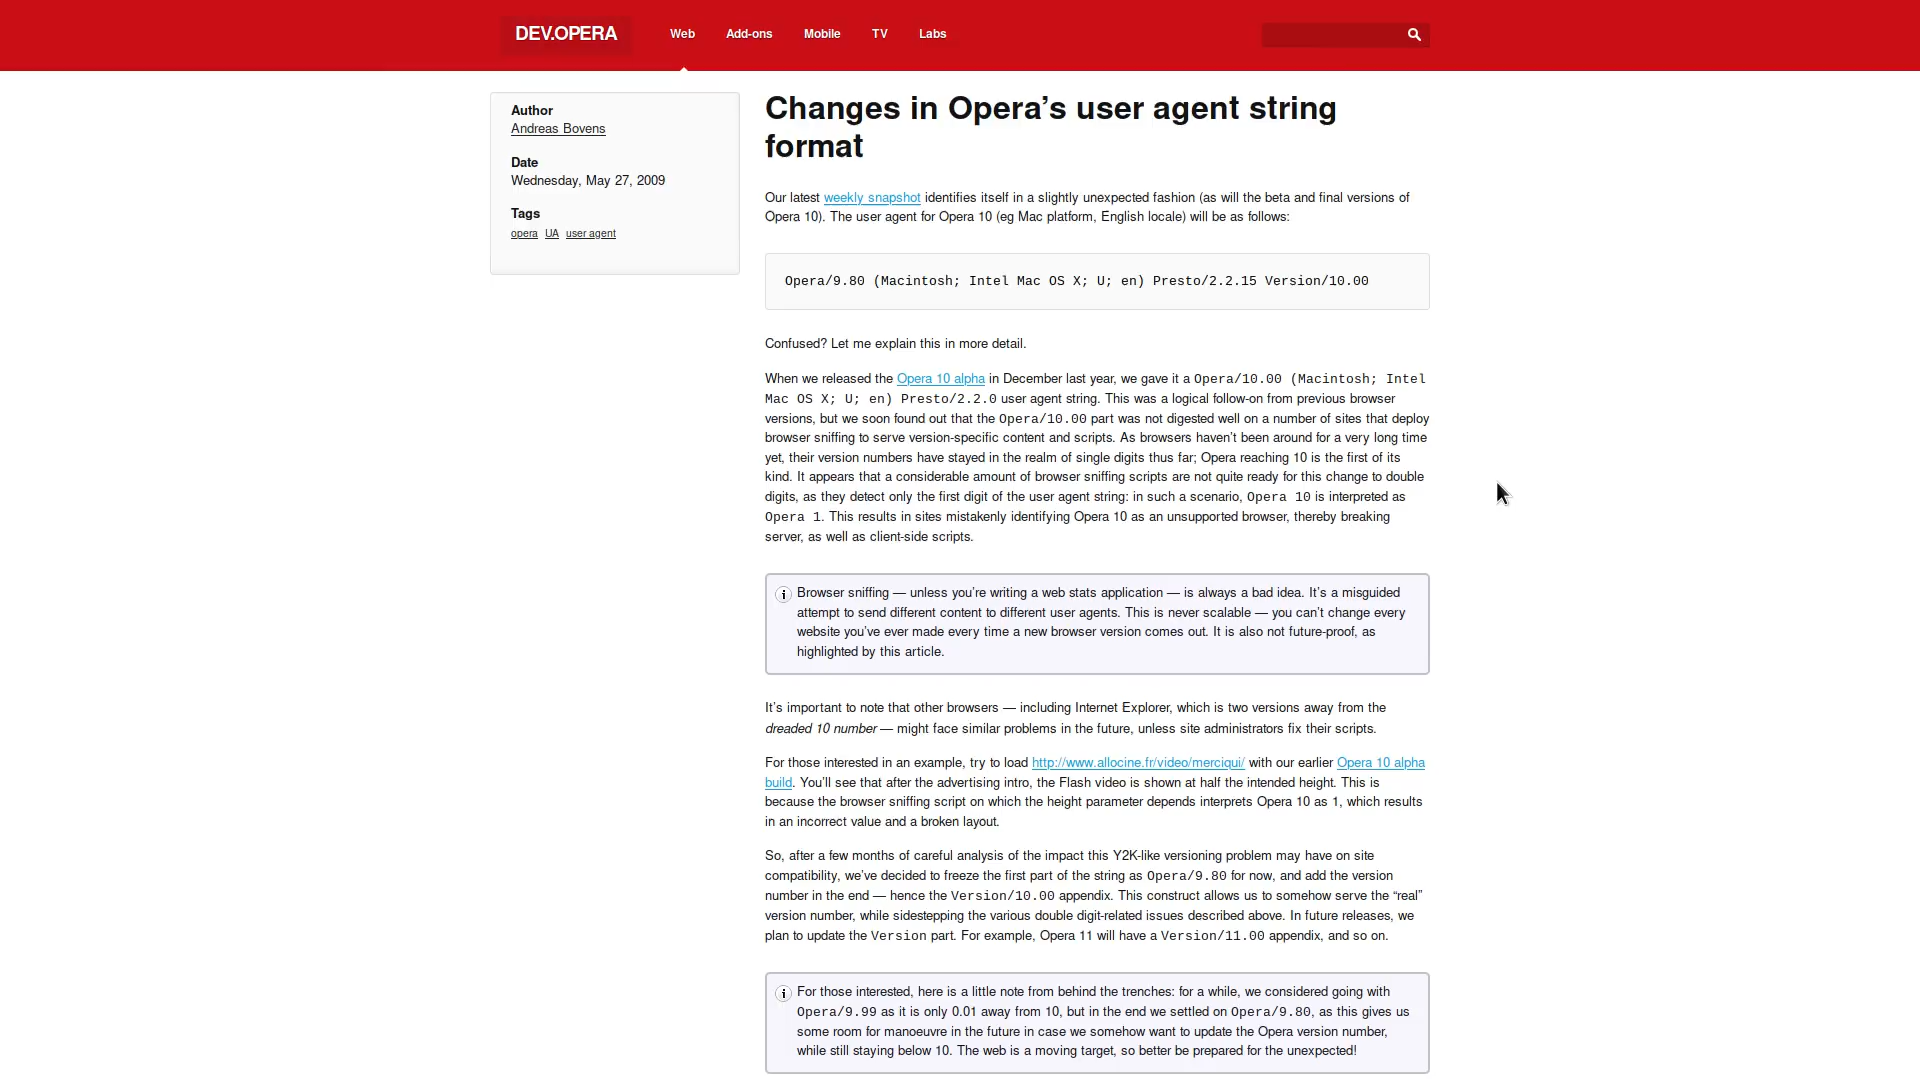 DEV.OPERA
Web
Add-ons
Mobile
TV
Labs
Author
Andreas Bovens
Date
Wednesday, May 27, 2009
Tags
opera UA user agent
Changes in Opera’s user agent string
format
Our latest weekly snapshot identifies itself in a slightly unexpected fashion (as will the beta and final versions of
Opera 10). The user agent for Opera 10 (eg Mac platform, English locale) will be as follows:
Opera/9.80 (Macintosh; Intel Mac OS X; U; en) Presto/2.2.15 Version/10.00
Confused? Let me explain this in more detail.
When we released the Opera 10 alpha in December last year, we gave it a Opera/10.00 (Macintosh; Intel
Mac OS X; U; en) Presto/2.2.0 user agent string. This was a logical follow-on from previous browser
versions, but we soon found out that the Opera/10.00 part was not digested well on a number of sites that deploy
browser sniffing to serve version-specific content and scripts. As browsers haven’t been around for a very long time
yet, their version numbers have stayed in the realm of single digits thus far; Opera reaching 10 is the first of its
kind. It appears that a considerable amount of browser sniffing scripts are not quite ready for this change to double
digits, as they detect only the first digit of the user agent string: in such a scenario, Opera 10 is interpreted as
Opera 1. This results in sites mistakenly identifying Opera 10 as an unsupported browser, thereby breaking
server, as well as client-side scripts.
Browser sniffing — unless you’re writing a web stats application — is always a bad idea. It’s a misguided
attempt to send different content to different user agents. This is never scalable — you can’t change every
website you’ve ever made every time a new browser version comes out. It is also not future-proof, as
highlighted by this article.
It’s important to note that other browsers — including Internet Explorer, which is two versions away from the
dreaded 10 number — might face similar problems in the future, unless site administrators fix their scripts.
For those interested in an example, try to load http://www.allocine.fr/video/merciqui/ with our earlier Opera 10 alpha
build. You’ll see that after the advertising intro, the Flash video is shown at half the intended height. This is
because the browser sniffing script on which the height parameter depends interprets Opera 10 as 1, which results
in an incorrect value and a broken layout.
So, after a few months of careful analysis of the impact this Y2K-like versioning problem may have on site
compatibility, we’ve decided to freeze the first part of the string as Opera/9.80 for now, and add the version
number in the end — hence the Version/10.00 appendix. This construct allows us to somehow serve the “real”
version number, while sidestepping the various double digit-related issues described above. In future releases, we
plan to update the Version part. For example, Opera 11 will have a Version/11.00 appendix, and so on.
For those interested, here is a little note from behind the trenches: for a while, we considered going with
Opera/9.99 as it is only 0.01 away from 10, but in the end we settled on Opera/9.80, as this gives us
some room for manoeuvre in the future in case we somehow want to update the Opera version number,
while still staying below 10. The web is a moving target, so better be prepared for the unexpected!